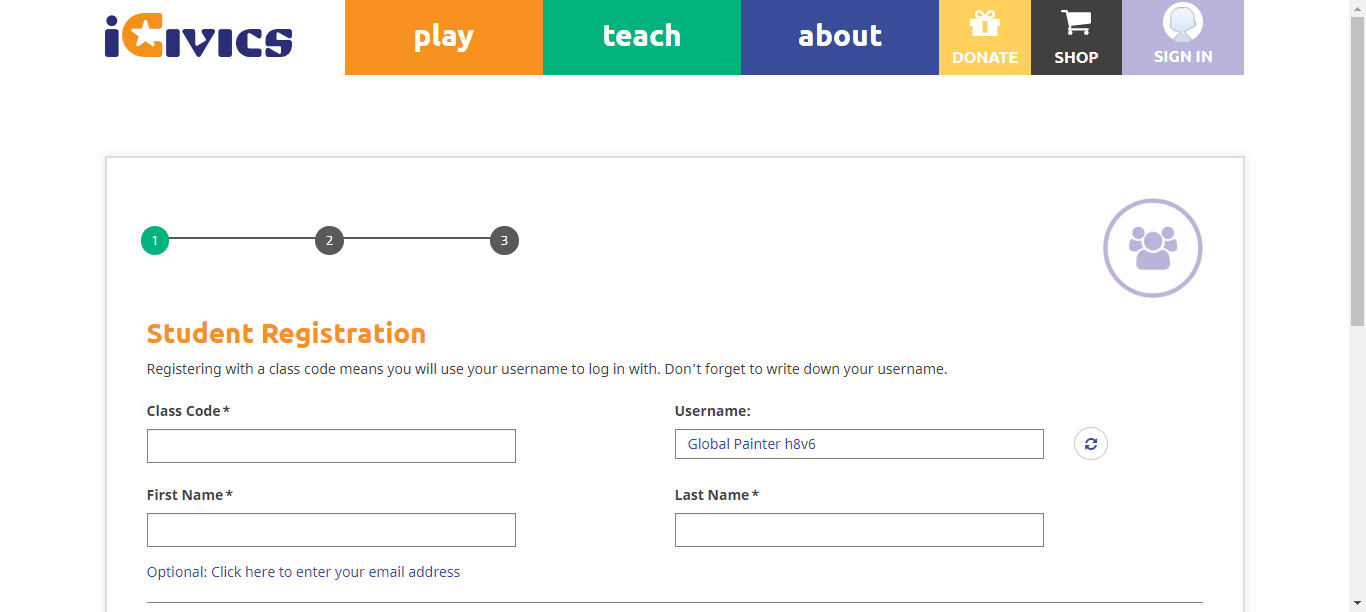 iCivics
play
teach
about
DONATE
SHOP
SIGN IN
1
2
3
Student Registration
Registering with a class code means you will use your username to log in with. Don't forget to write down your username.
Class Code*
Username:
Global Painter h8v6
First Name*
Last Name*
Optional: Click here to enter your email address